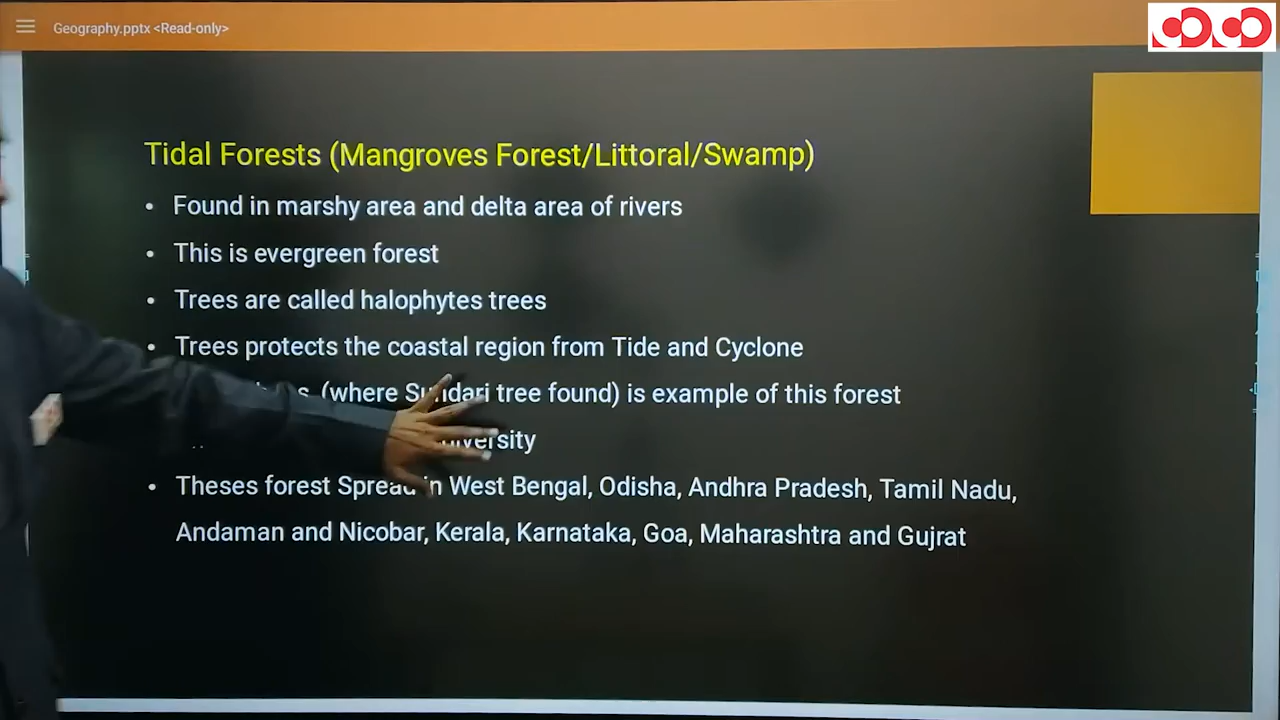 Geography.pptx <Read-only>
Tidal Forests (Mangroves Forest/Littoral/Swamp)
• Found in marshy area and delta area of rivers
• This is evergreen forest
• Trees are called halophytes trees
• Trees protects the coastal region from Tide and Cyclone
(where Sundari tree found) is example of this forest
• Theses forest Spread in West Bengal, Odisha, Andhra Pradesh, Tamil Nadu,
Andaman and Nicobar, Kerala, Karnataka, Goa, Maharashtra and Gujrat